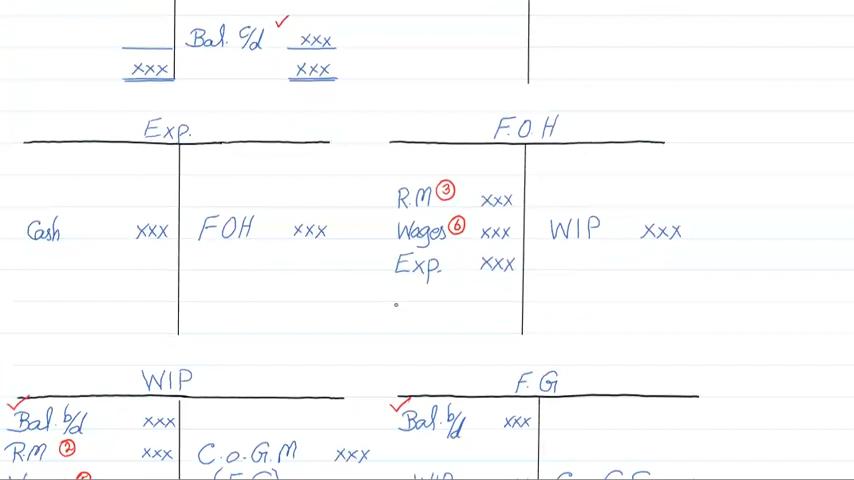 Bal. c/d xxx
xxx xxx
Exp.
Cash xxx FOH xxx
F.O.H
R.M ③ xxx
Wages ⑥ xxx WIP xxx
Exp. xxx
WIP
Bal. b/d xxx
R.M ② xxx C.O.G.M xxx
F.G
Bal. b/d xxx